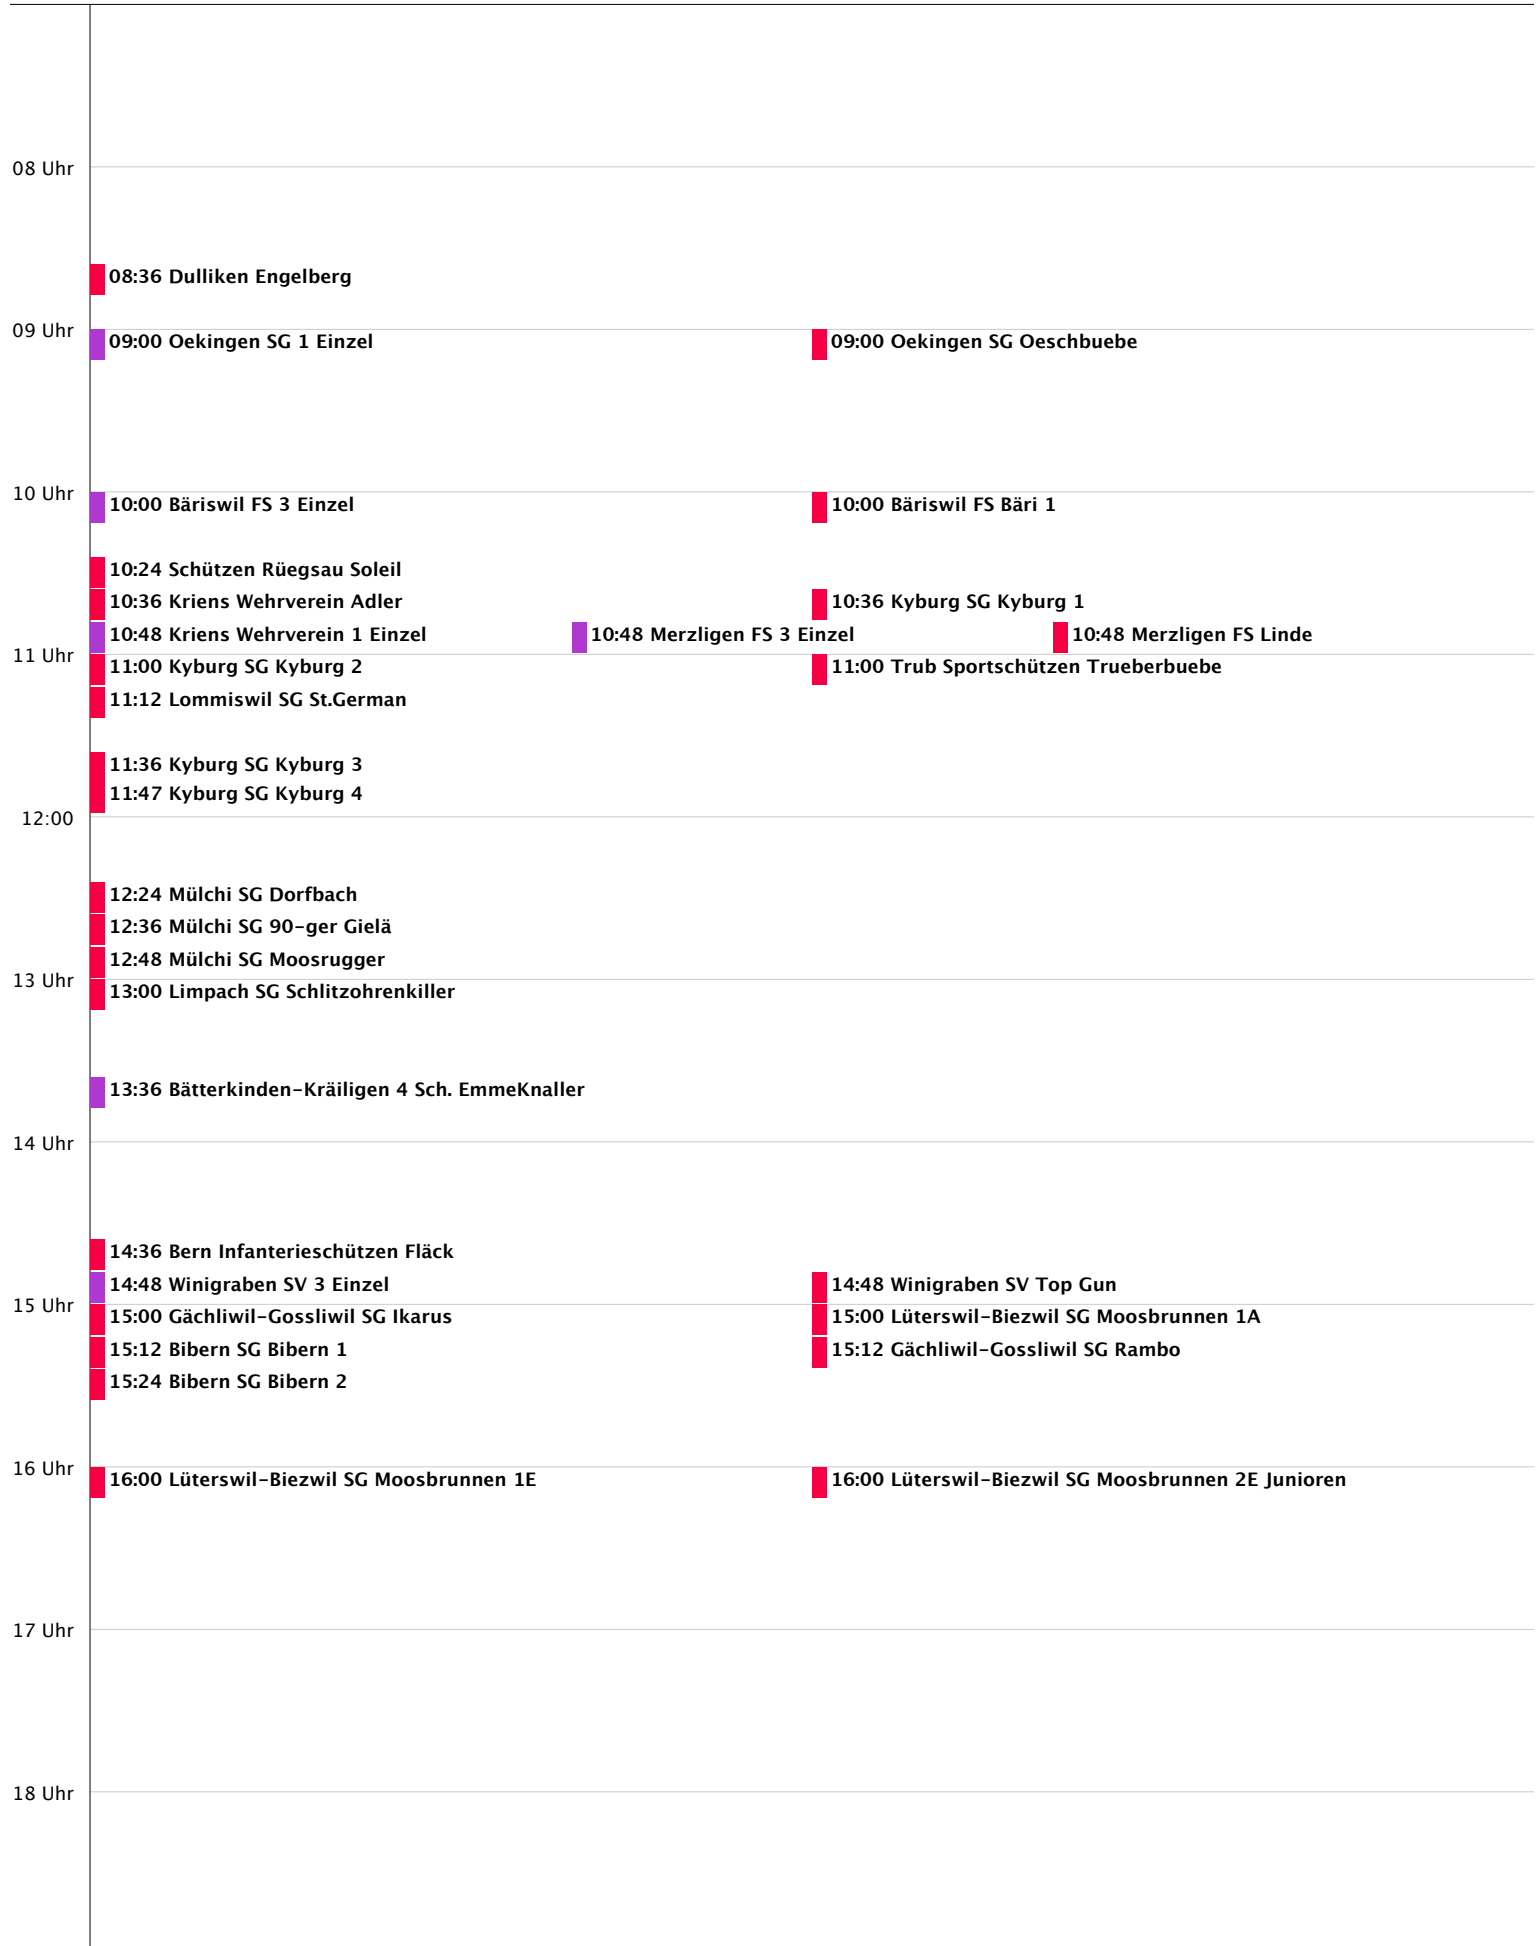 08 Uhr
08:36 Dulliken Engelberg
09 Uhr
09:00 Oekingen SG 1 Einzel
09:00 Oekingen SG Oeschbuebe
10 Uhr
10:00 Bäriswil FS 3 Einzel
10:00 Bäriswil FS Bäri 1
10:24 Schützen Rüegsau Soleil
10:36 Kriens Wehrverein Adler
10:36 Kyburg SG Kyburg 1
10:48 Kriens Wehrverein 1 Einzel
10:48 Merzligen FS 3 Einzel
10:48 Merzligen FS Linde
11 Uhr
11:00 Kyburg SG Kyburg 2
11:00 Trub Sportschützen Trueberbuebe
11:12 Lommiswil SG St.German
11:36 Kyburg SG Kyburg 3
11:47 Kyburg SG Kyburg 4
12:00
12:24 Mülchi SG Dorfbach
12:36 Mülchi SG 90-ger Gielä
12:48 Mülchi SG Moosrugger
13 Uhr
13:00 Limpach SG Schlitzohrenkiller
13:36 Bätterkinden-Kräiligen 4 Sch. EmmeKnaller
14 Uhr
14:36 Bern Infanterieschützen Fläck
14:48 Winigraben SV 3 Einzel
14:48 Winigraben SV Top Gun
15 Uhr
15:00 Gächliwil-Gossliwil SG Ikarus
15:00 Lüterswil-Biezwil SG Moosbrunnen 1A
15:12 Bibern SG Bibern 1
15:12 Gächliwil-Gossliwil SG Rambo
15:24 Bibern SG Bibern 2
16 Uhr
16:00 Lüterswil-Biezwil SG Moosbrunnen 1E
16:00 Lüterswil-Biezwil SG Moosbrunnen 2E Junioren
17 Uhr
18 Uhr